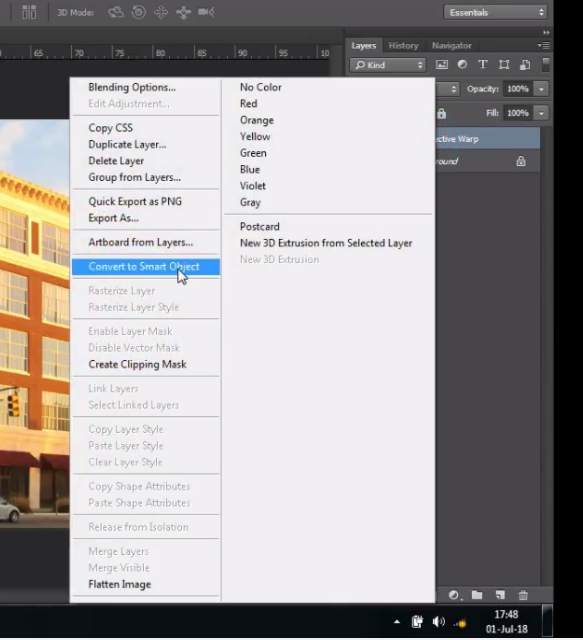 3D Mode:
Essentials
65 70 75 80 85 90 95 10
Layers History Navigator
Kind
Opacity: 100%
Fill: 100%
ective Warp
round
Blending Options...
Edit Adjustment...
Copy CSS
Duplicate Layer...
Delete Layer
Group from Layers...
Quick Export as PNG
Export As...
Artboard from Layers...
Convert to Smart Object
Rasterize Layer
Rasterize Layer Style
Enable Layer Mask
Disable Vector Mask
Create Clipping Mask
Link Layers
Select Linked Layers
Copy Layer Style
Paste Layer Style
Clear Layer Style
Copy Shape Attributes
Paste Shape Attributes
Release from Isolation
Merge Layers
Merge Visible
Flatten Image
No Color
Red
Orange
Yellow
Green
Blue
Violet
Gray
Postcard
New 3D Extrusion from Selected Layer
New 3D Extrusion
17:48
01-Jul-18